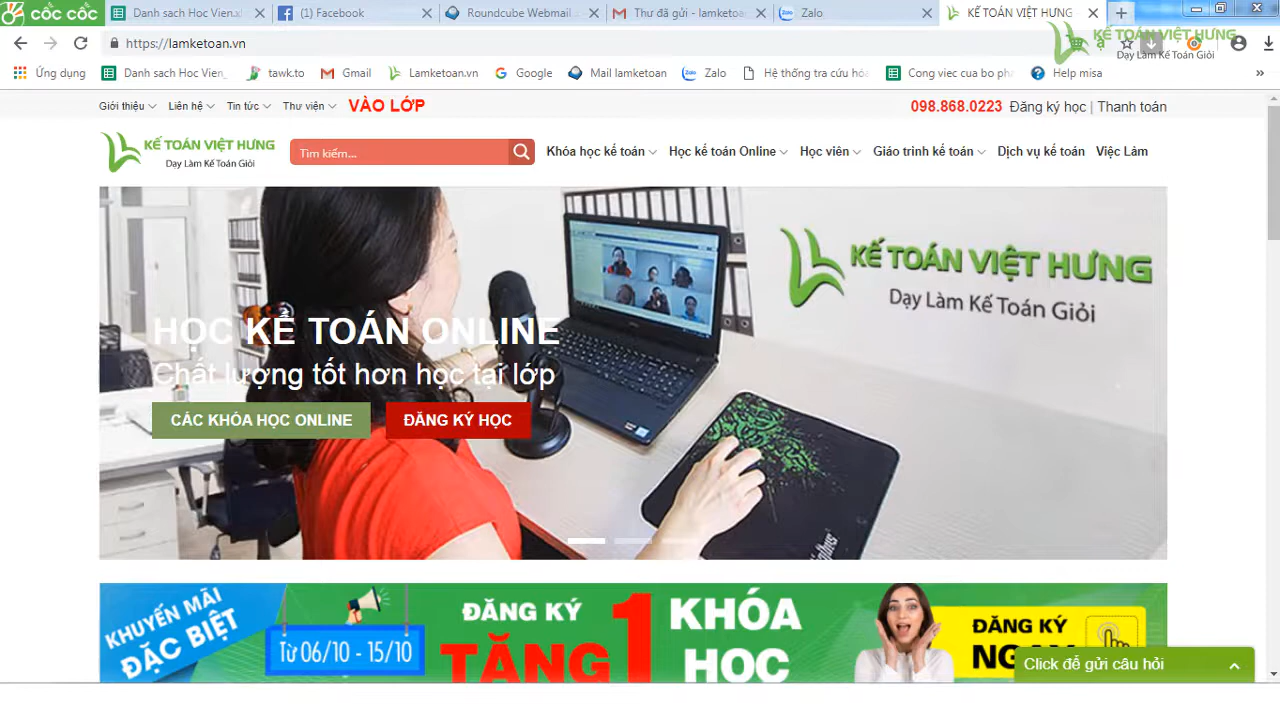 cốc cốc
Danh sach Hoc Vien.xl
(1) Facebook
Roundcube Webmail
Thư đã gửi - lamketoa
Zalo
KẾ TOÁN VIỆT HƯNG -
https://lamketoan.vn
KẾ TOÁN VIỆT HƯNG
Dạy Làm Kế Toán Giỏi
Ứng dụng
Danh sach Hoc Vien_
tawk.to
Gmail
Lamketoan.vn
Google
Mail lamketoan
Zalo
Hệ thống tra cứu hóa
Cong viec cua bo pha
Help misa
Giới thiệu
Liên hệ
Tin tức
Thư viện
VÀO LỚP
098.868.0223 Đăng ký học | Thanh toán
KẾ TOÁN VIỆT HƯNG
Dạy Làm Kế Toán Giỏi
Tìm kiếm...
Khóa học kế toán
Học kế toán Online
Học viên
Giáo trình kế toán
Dịch vụ kế toán
Việc Làm
KẾ TOÁN VIỆT HƯNG
Dạy Làm Kế Toán Giỏi
HỌC KẾ TOÁN ONLINE
Chất lượng tốt hơn học tại lớp
CÁC KHÓA HỌC ONLINE
ĐĂNG KÝ HỌC
KHUYẾN MÃI
ĐẶC BIỆT
Từ 06/10 - 15/10
ĐĂNG KÝ
TẶNG 1
KHÓA
HỌC
ĐĂNG KÝ
NGAY
Click để gửi câu hỏi